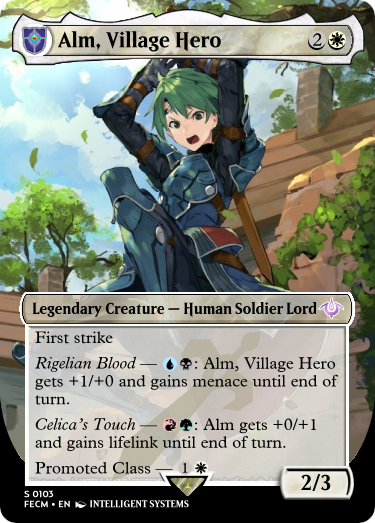 Alm, Village Hero 2
Legendary Creature — Human Soldier Lord
First strike
Rigelian Blood — : Alm, Village Hero
gets +1/+0 and gains menace until end of
turn.
Celica's Touch — : Alm gets +0/+1
and gains lifelink until end of turn.
Promoted Class — 1
2/3
S 0103
FECM • EN INTELLIGENT SYSTEMS